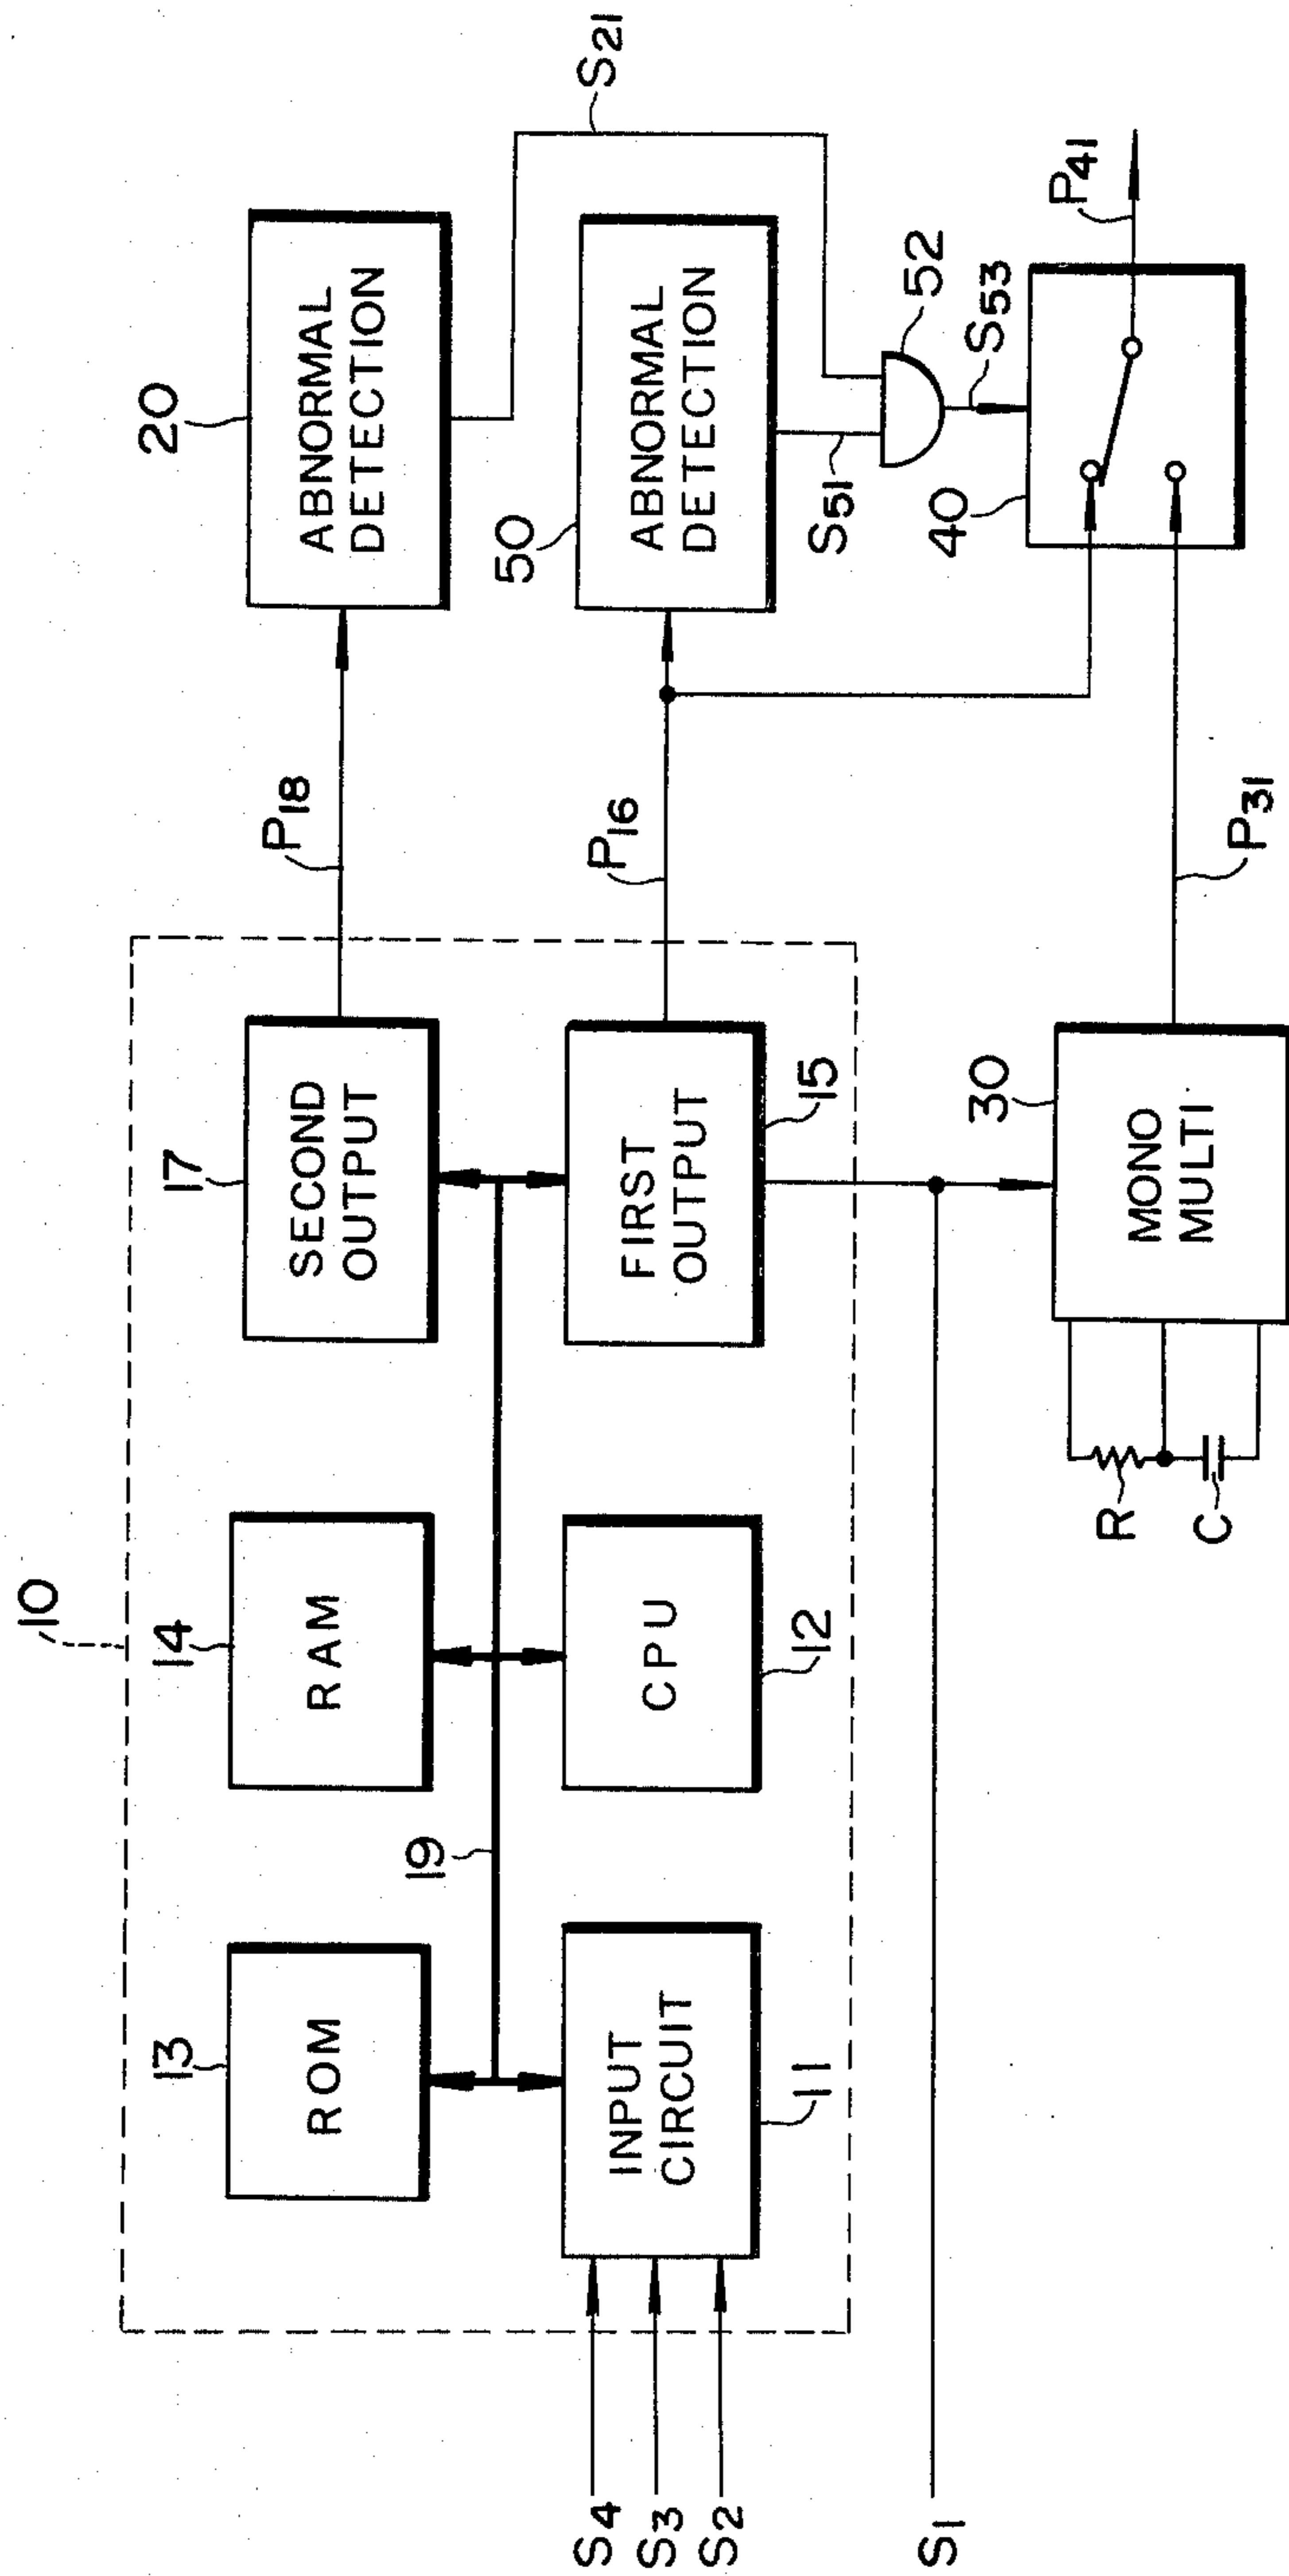 10
13
ROM
14
RAM
17
SECOND
OUTPUT
P18
20
ABNORMAL
DETECTION
S21
19
S4
S3
S2
INPUT
CIRCUIT
11
CPU
12
FIRST
OUTPUT
15
P16
50
ABNORMAL
DETECTION
S51
52
S53
S1
R
C
30
MONO
MULTI
P31
40
P41